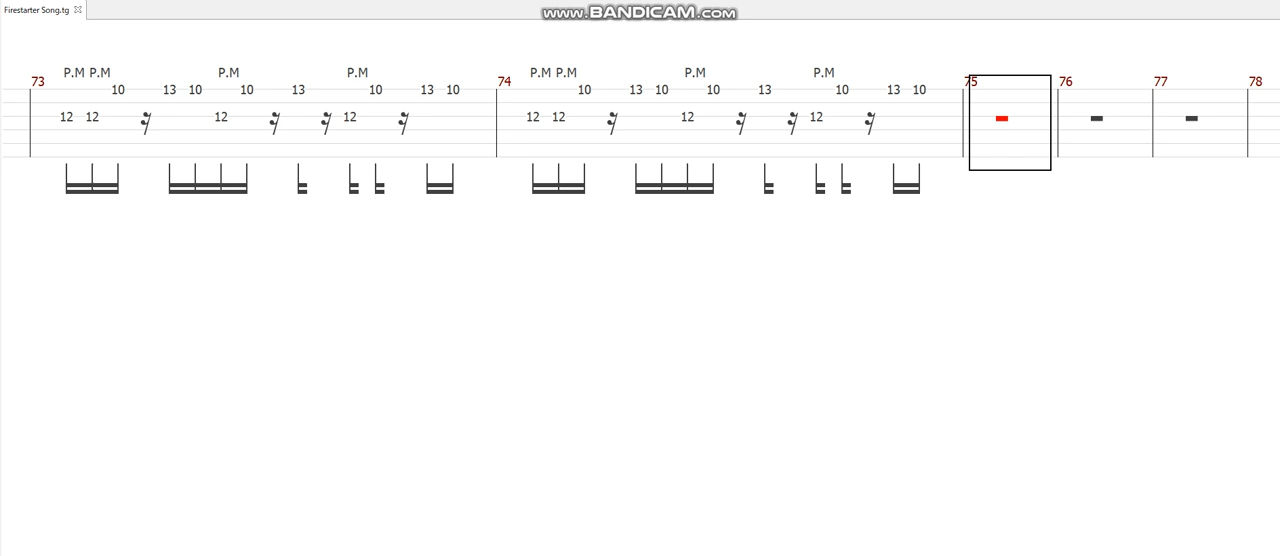 Firestarter Song.tg
www.BANDICAM.com
P.M P.M P.M P.M P.M P.M P.M P.M
73 74 75 76 77 78
10 13 10 10 13 10 13 10 10 13 10 10 13 10 13 10
12 12 12 12 12 12 12 12